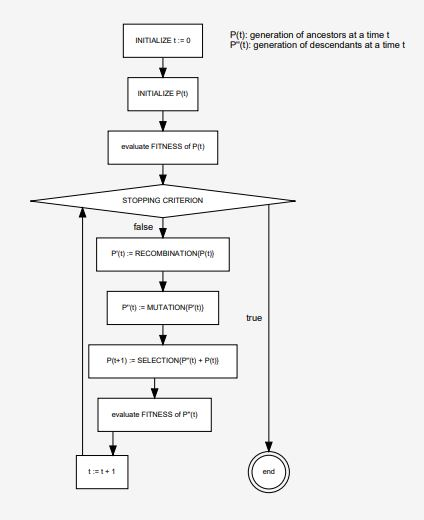 INITIALIZE t := 0
P(t): generation of ancestors at a time t
P"(t): generation of descendants at a time t
INITIALIZE P(t)
evaluate FITNESS of P(t)
STOPPING CRITERION
false
P'(t) := RECOMBINATION{P(t)}
P"(t) := MUTATION{P'(t)}
true
P(t+1) := SELECTION{P"(t) + P(t)}
evaluate FITNESS of P"(t)
t := t + 1
end